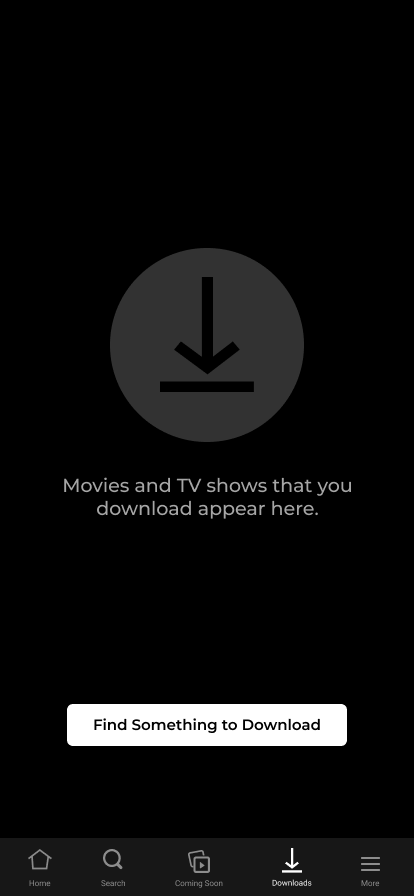 Movies and TV shows that you
download appear here.
Find Something to Download
Home
Search
Coming Soon
Downloads
More